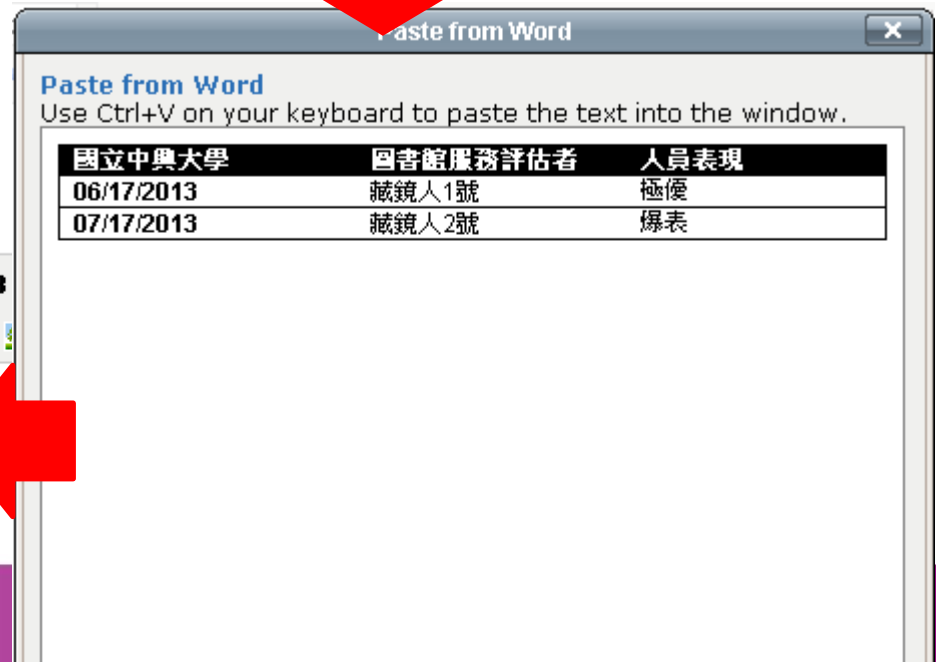 Paste from Word
Paste from Word
Use Ctrl+V on your keyboard to paste the text into the window.
國立中興大學 圖書館服務評估者 人員表現
06/17/2013 藏鏡人1號 極優
07/17/2013 藏鏡人2號 爆表